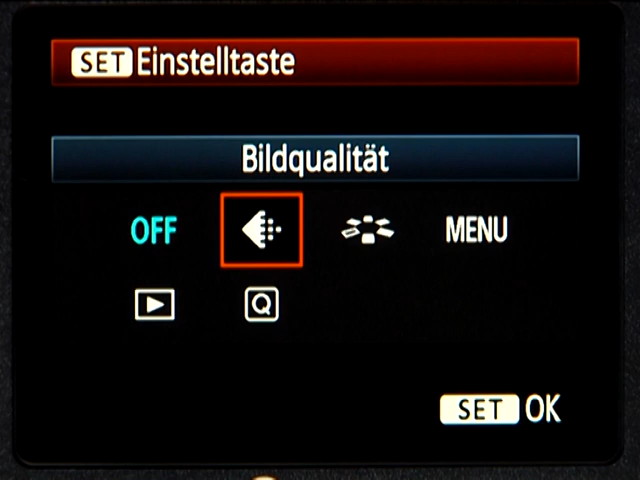 SET Einstelltaste
Bildqualität
OFF MENU
Q
SET OK